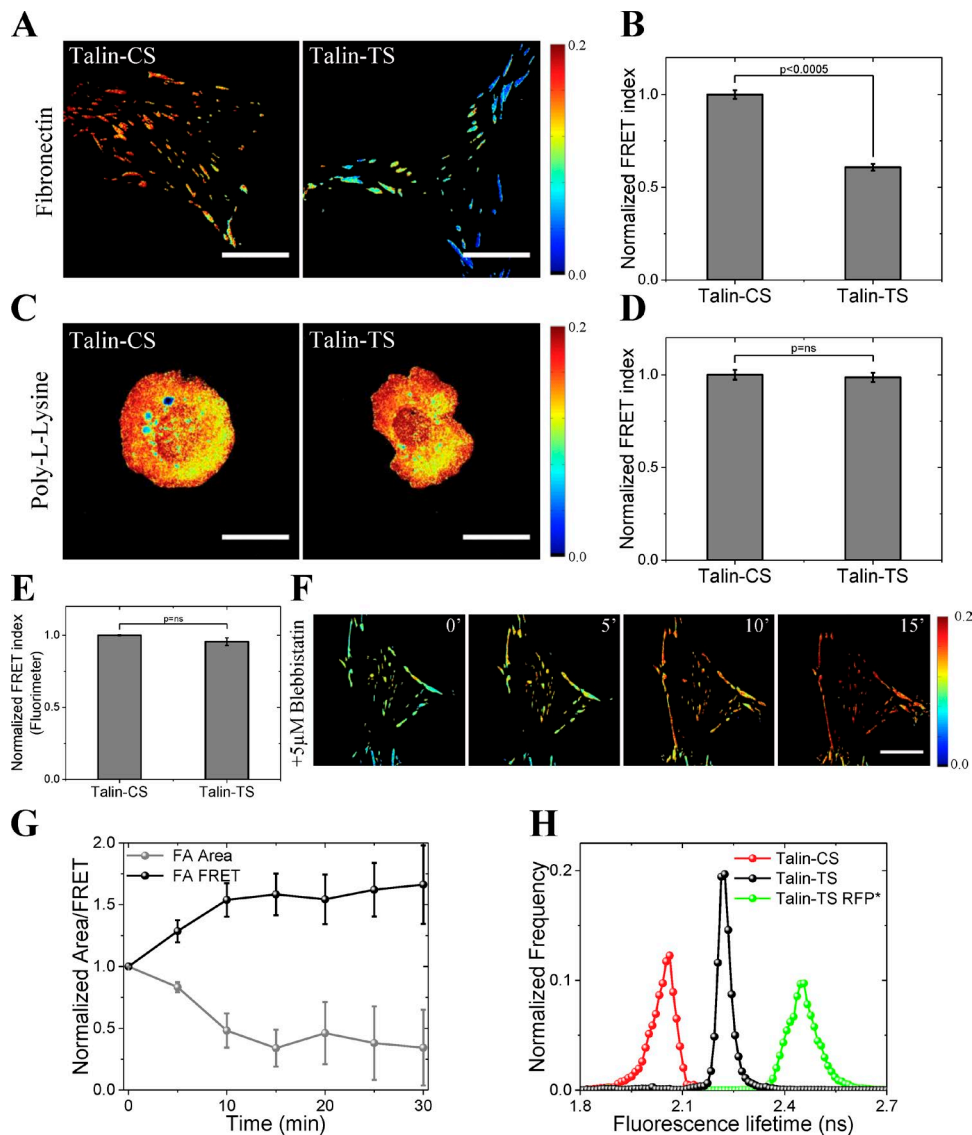 A
Talin-CS
Talin-TS
0.2
0.0
Fibronectin
B
p<0.0005
1.0
0.5
0.0
Normalized FRET index
Talin-CS
Talin-TS
C
Talin-CS
Talin-TS
0.2
0.0
Poly-L-Lysine
D
p=ns
1.0
0.5
0.0
Normalized FRET index
Talin-CS
Talin-TS
E
p=ns
1.0
0.5
0.0
Normalized FRET index
(Fluorimeter)
Talin-CS
Talin-TS
F
+5μM Blebbistatin
0’
5’
10’
15’
0.2
0.0
G
FA Area
FA FRET
2.0
1.5
1.0
0.5
0.0
Normalized Area/FRET
0
10
20
30
Time (min)
H
Talin-CS
Talin-TS
Talin-TS RFP*
0.2
0.1
0.0
Normalized Frequency
1.8
2.1
2.4
2.7
Fluorescence lifetime (ns)